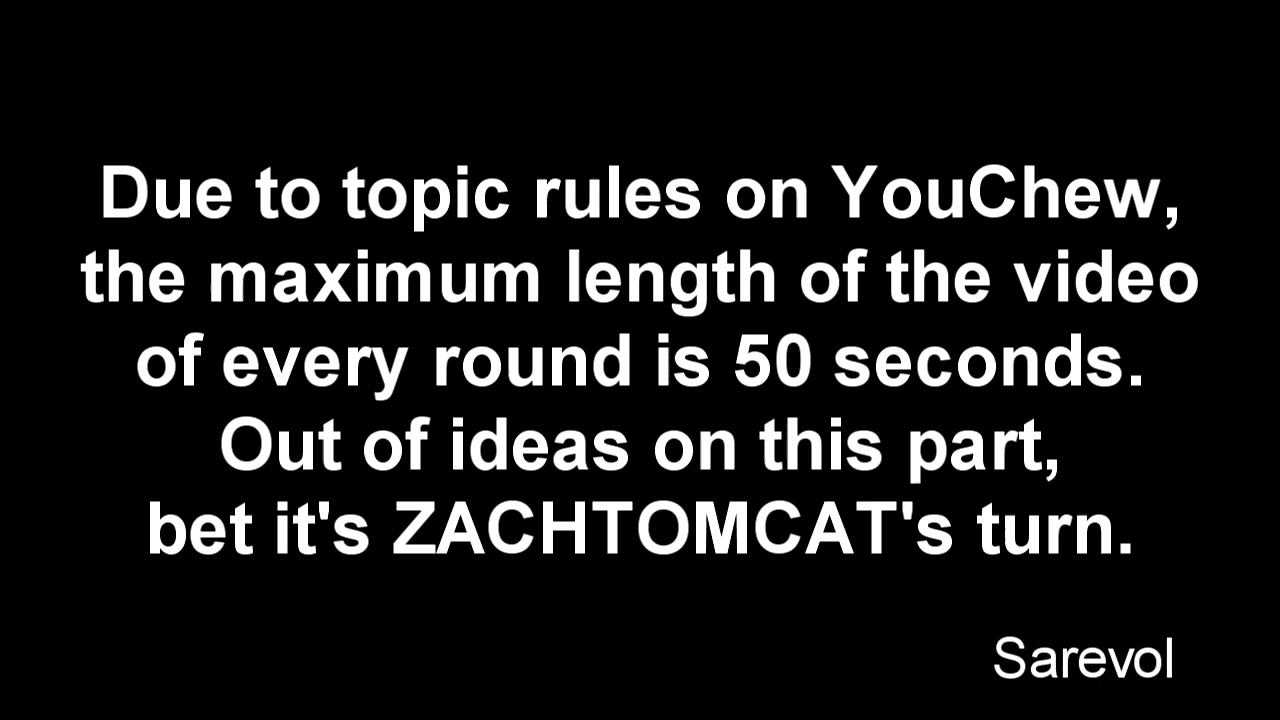 Due to topic rules on YouChew,
the maximum length of the video
of every round is 50 seconds.
Out of ideas on this part,
bet it's ZACHTOMCAT's turn.
Sarevol